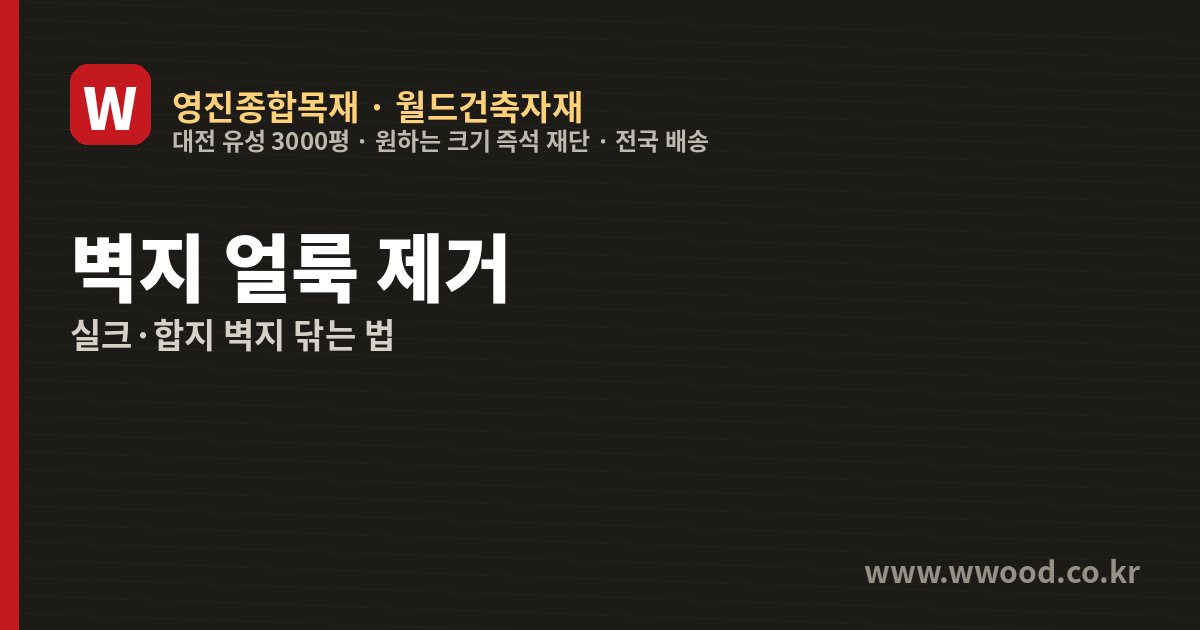 W
영진종합목재 · 월드건축자재
대전 유성 3000평 · 원하는 크기 즉석 재단 · 전국 배송
벽지 얼룩 제거
실크·합지 벽지 닦는 법
www.wwood.co.kr